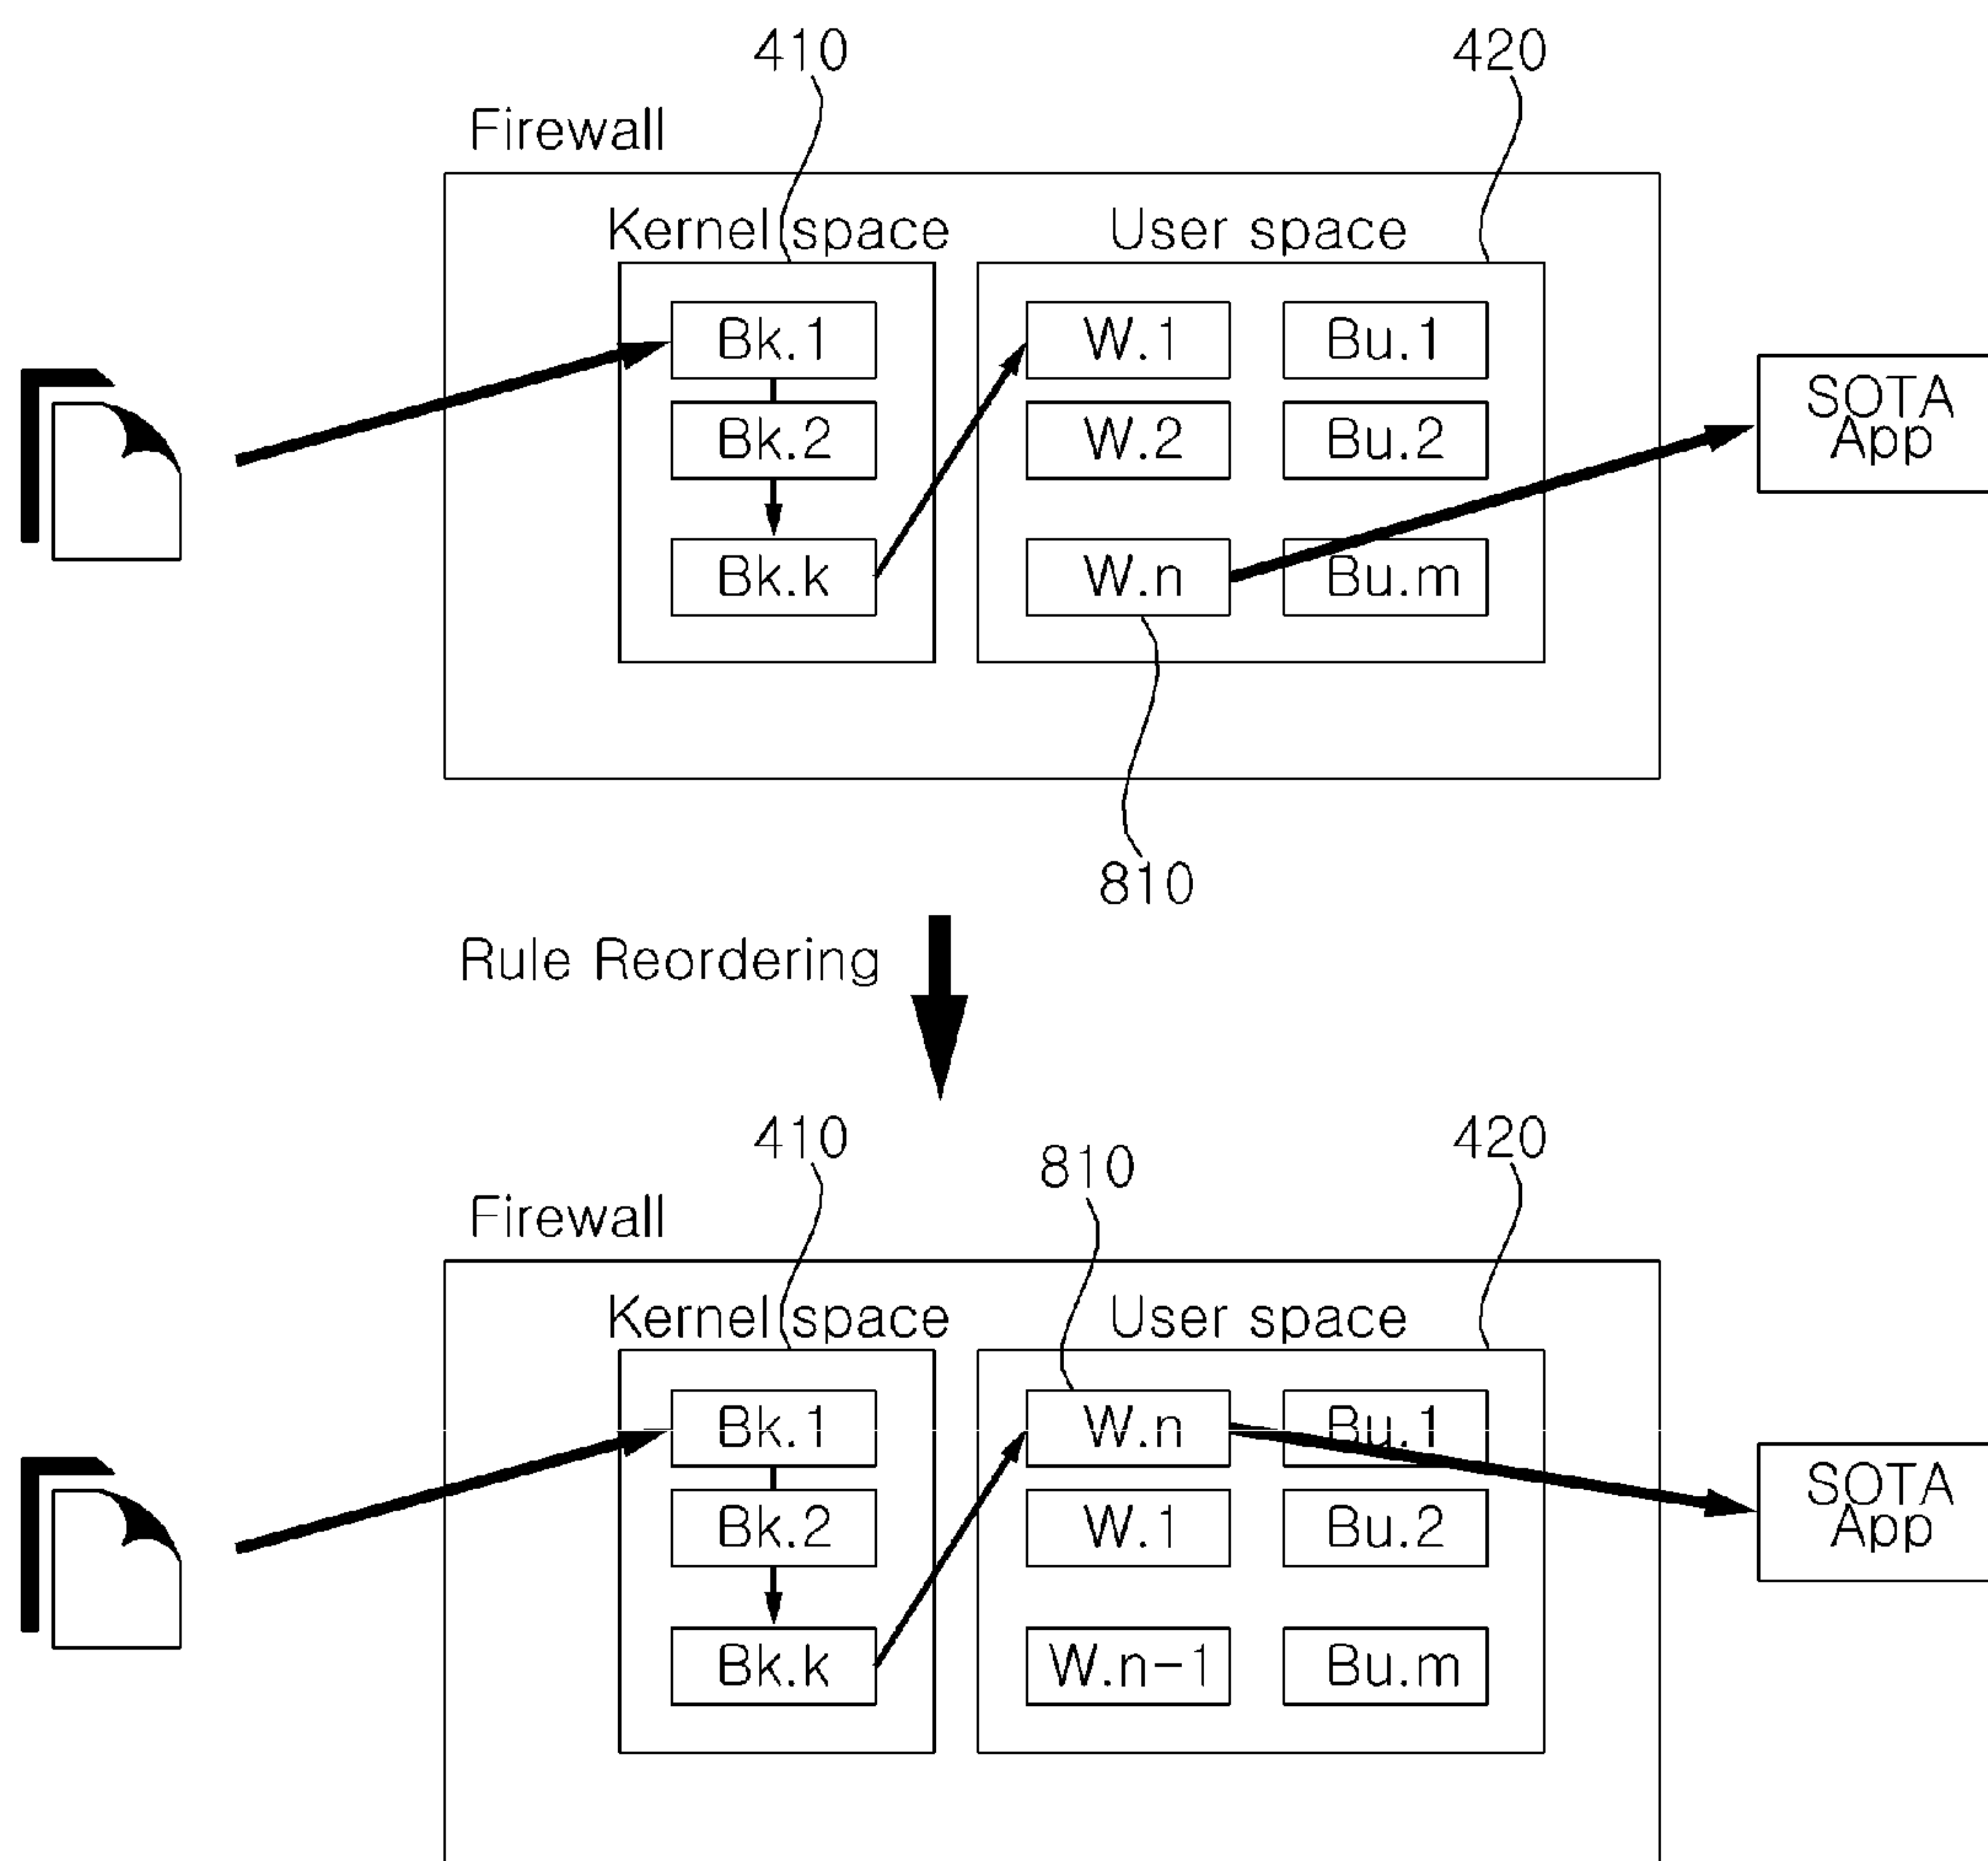 410
420
Firewall
Kernel space
User space
Bk.1
W.1
Bu.1
Bk.2
W.2
Bu.2
Bk.k
W.n
Bu.m
SOTA
App
810
Rule Reordering
410
810
420
Firewall
Kernel space
User space
Bk.1
W.n
Bu.1
Bk.2
W.1
Bu.2
Bk.k
W.n-1
Bu.m
SOTA
App